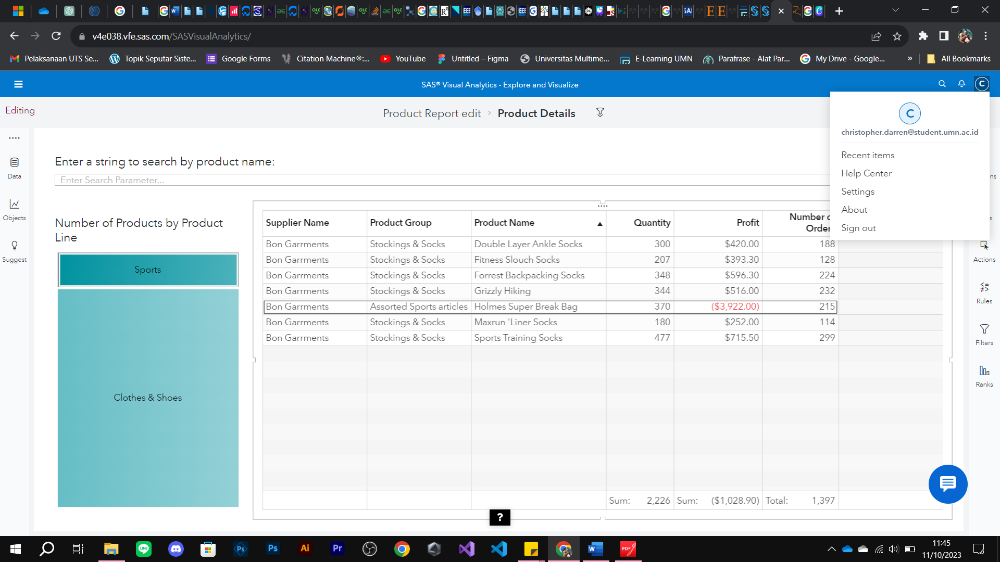 v4e038.vfe.sas.com/SASVisualAnalytics/
Pelaksanaan UTS Se... Topik Seputar Siste... Google Forms Citation Machine®:... YouTube Untitled – Figma Universitas Multime... E-Learning UMN Parafrase - Alat Par... My Drive - Google... » All Bookmarks
SAS® Visual Analytics - Explore and Visualize
C
Editing
Product Report edit > Product Details
C
christopher.darren@student.umn.ac.id
Recent items
Help Center
Settings
About
Sign out
Data
Objects
Suggest
Enter a string to search by product name:
Enter Search Parameter...
Number of Products by Product
Line
Sports
Clothes & Shoes
Supplier Name Product Group Product Name Quantity Profit Number
Bon Garrments Stockings & Socks Double Layer Ankle Socks 300 $420.00 188
Bon Garrments Stockings & Socks Fitness Slouch Socks 207 $393.30 128
Bon Garrments Stockings & Socks Forrest Backpacking Socks 348 $596.30 224
Bon Garrments Stockings & Socks Grizzly Hiking 344 $516.00 232
Bon Garrments Assorted Sports articles Holmes Super Break Bag 370 ($3,922.00) 215
Bon Garrments Stockings & Socks Maxrun 'Liner Socks 180 $252.00 114
Bon Garrments Stockings & Socks Sports Training Socks 477 $715.50 299
Sum: 2,226 Sum: ($1,028.90) Total: 1,397
?
Actions
Rules
Filters
Ranks
11:45
11/10/2023